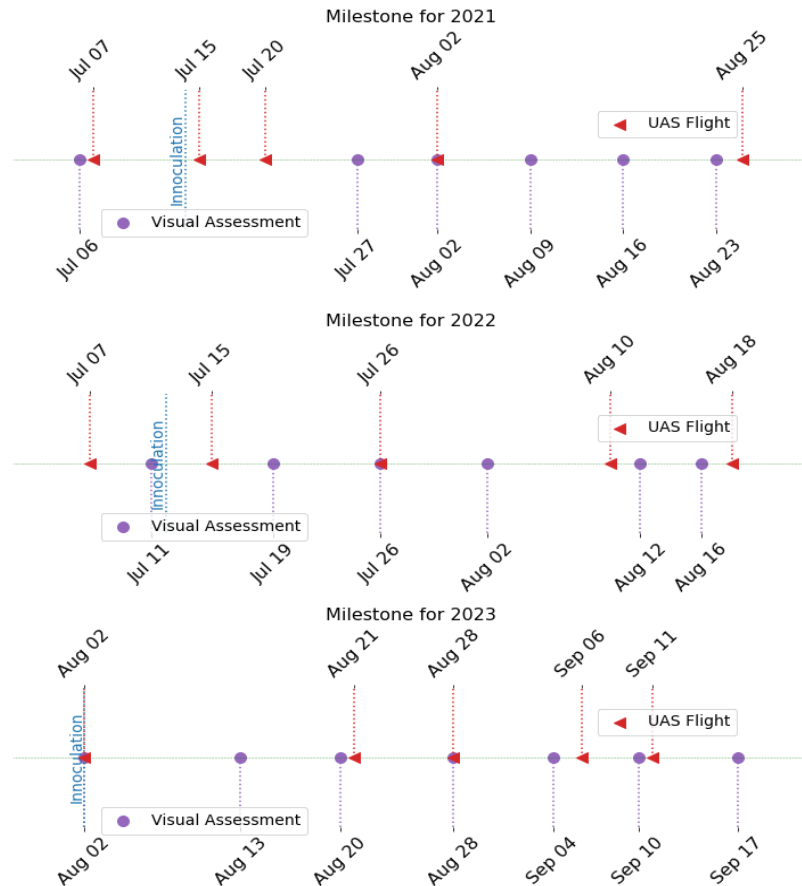 Milestone for 2021
Jul 07
Jul 15
Jul 20
Aug 02
Aug 25
UAS Flight
Innoculation
Visual Assessment
Jul 06
Jul 27
Aug 02
Aug 09
Aug 16
Aug 23
Milestone for 2022
Jul 07
Jul 15
Jul 26
Aug 10
Aug 18
UAS Flight
Innoculation
Visual Assessment
Jul 11
Jul 19
Jul 26
Aug 02
Aug 12
Aug 16
Milestone for 2023
Aug 02
Aug 21
Aug 28
Sep 06
Sep 11
UAS Flight
Innoculation
Visual Assessment
Aug 02
Aug 13
Aug 20
Aug 28
Sep 04
Sep 10
Sep 17